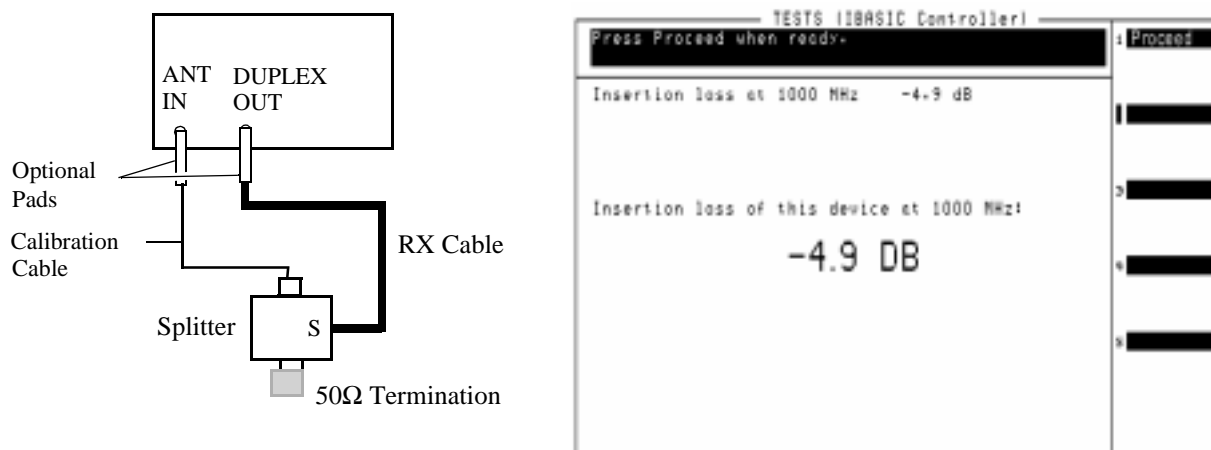 ANT DUPLEX
IN OUT
Optional
Pads
Calibration
Cable
RX Cable
Splitter S
50Ω Termination
TESTS (IBASIC Controller)
Press Proceed when ready.
1 Proceed
Insertion loss at 1000 MHz -4.9 dB
Insertion loss of this device at 1000 MHz:
-4.9 DB